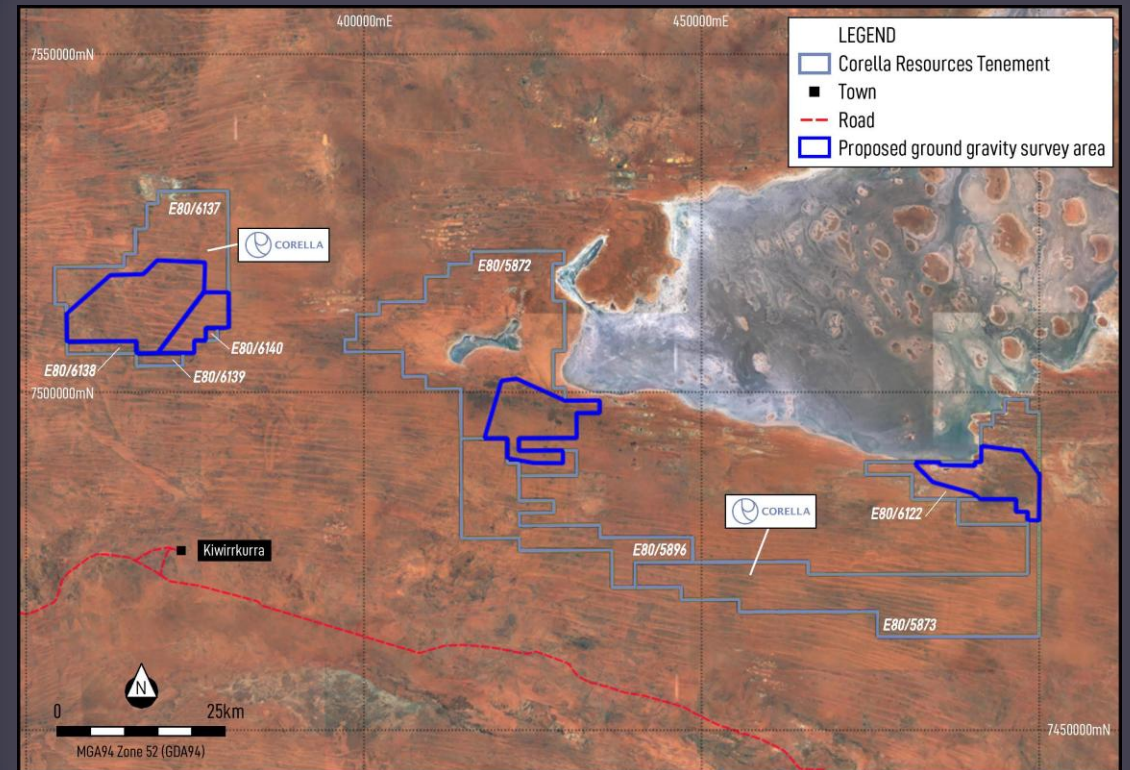 400000mE
450000mE
7550000mN
LEGEND
Corella Resources Tenement
Town
Road
Proposed ground gravity survey area
E80/6137
CORELLA
E80/5872
E80/6140
E80/6138
E80/6139
7500000mN
CORELLA
E80/6122
Kiwirrkurra
E80/5896
E80/5873
N
0 25km
MGA94 Zone 52 (GDA94)
7450000mN